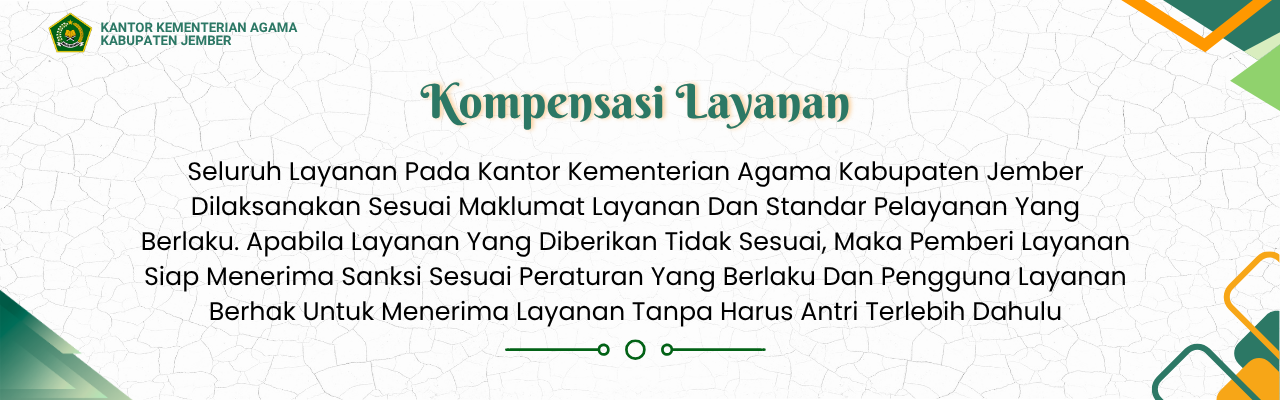 KANTOR KEMENTERIAN AGAMA
KABUPATEN JEMBER
Kompensasi Layanan
Seluruh Layanan Pada Kantor Kementerian Agama Kabupaten Jember
Dilaksanakan Sesuai Maklumat Layanan Dan Standar Pelayanan Yang
Berlaku. Apabila Layanan Yang Diberikan Tidak Sesuai, Maka Pemberi Layanan
Siap Menerima Sanksi Sesuai Peraturan Yang Berlaku Dan Pengguna Layanan
Berhak Untuk Menerima Layanan Tanpa Harus Antri Terlebih Dahulu